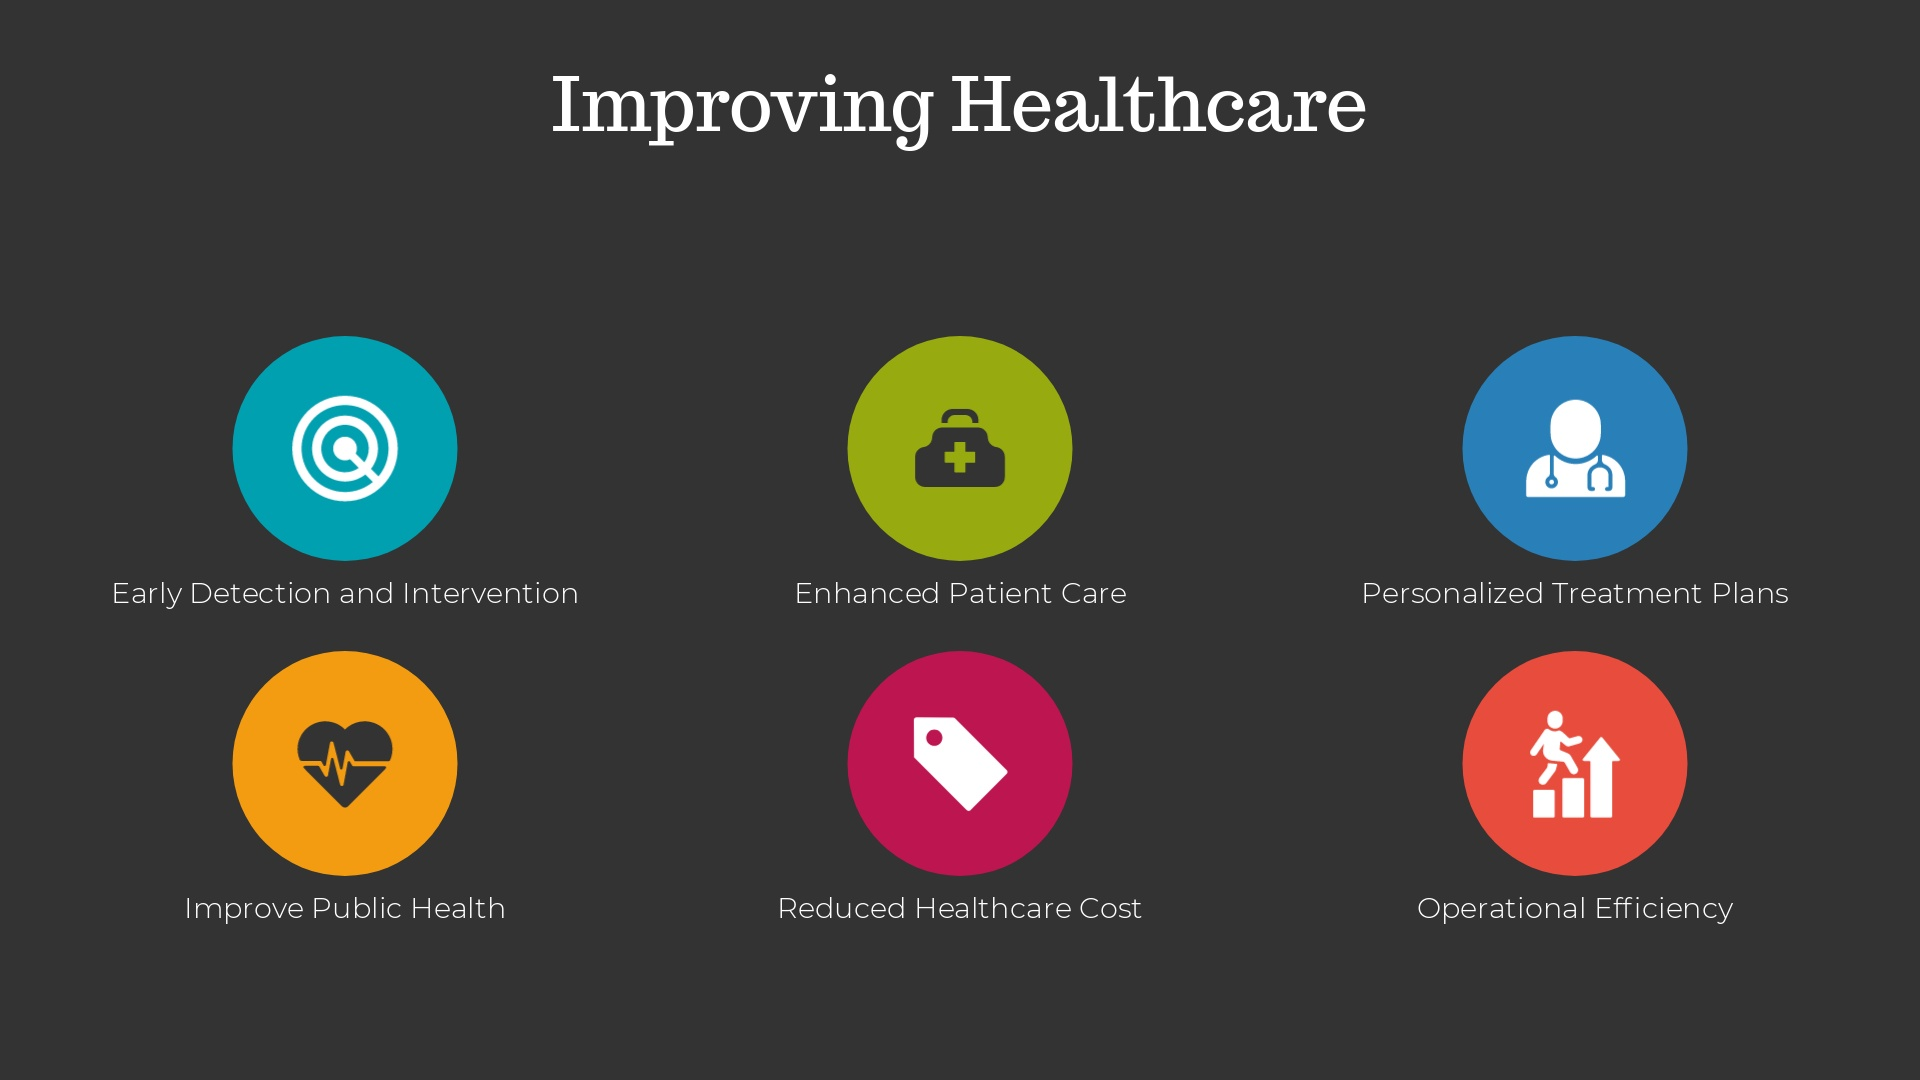 Improving Healthcare
Early Detection and Intervention
Enhanced Patient Care
Personalized Treatment Plans
Improve Public Health
Reduced Healthcare Cost
Operational Efficiency